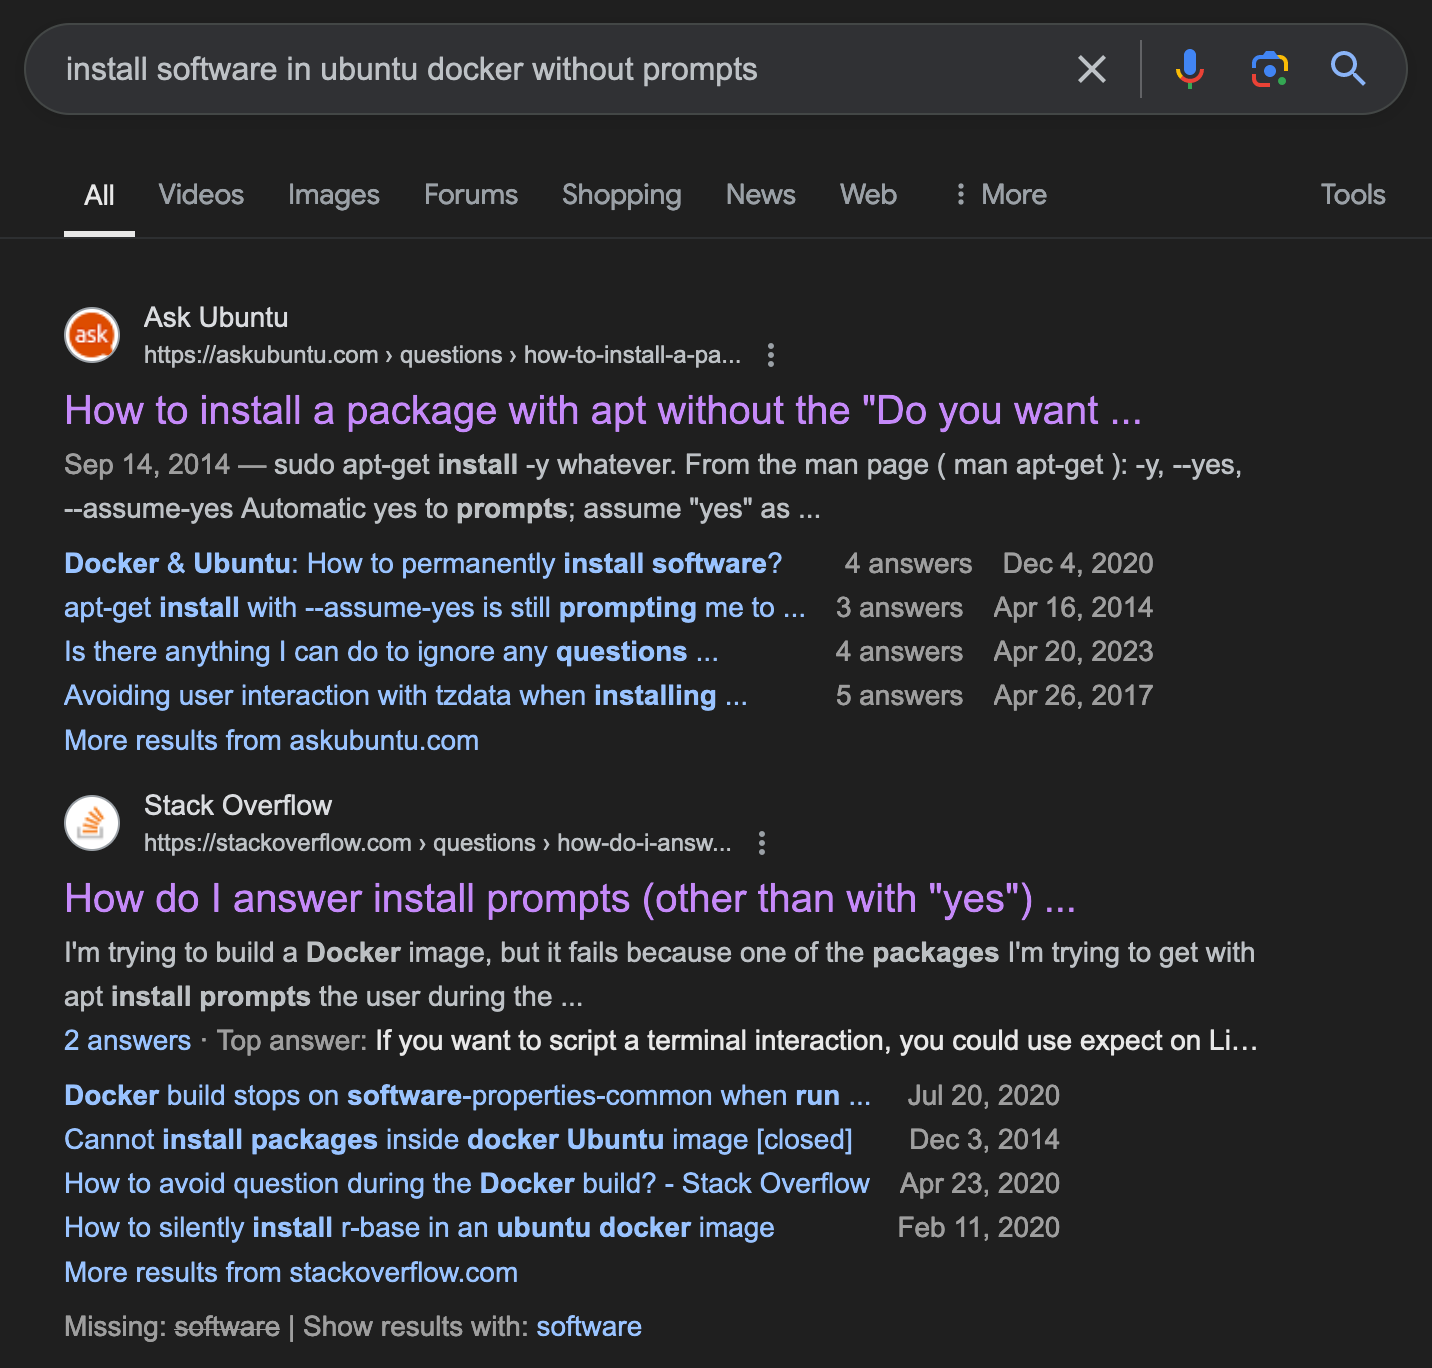 install software in ubuntu docker without prompts
All Videos Images Forums Shopping News Web More Tools
ask
Ask Ubuntu
https://askubuntu.com › questions › how-to-install-a-pa...
How to install a package with apt without the "Do you want ...
Sep 14, 2014 — sudo apt-get install -y whatever. From the man page ( man apt-get ): -y, --yes,
--assume-yes Automatic yes to prompts; assume "yes" as ...
Docker & Ubuntu: How to permanently install software? 4 answers Dec 4, 2020
apt-get install with --assume-yes is still prompting me to ... 3 answers Apr 16, 2014
Is there anything I can do to ignore any questions ... 4 answers Apr 20, 2023
Avoiding user interaction with tzdata when installing ... 5 answers Apr 26, 2017
More results from askubuntu.com
Stack Overflow
https://stackoverflow.com › questions › how-do-i-answ...
How do I answer install prompts (other than with "yes") ...
I'm trying to build a Docker image, but it fails because one of the packages I'm trying to get with
apt install prompts the user during the ...
2 answers · Top answer: If you want to script a terminal interaction, you could use expect on Li...
Docker build stops on software-properties-common when run ... Jul 20, 2020
Cannot install packages inside docker Ubuntu image [closed] Dec 3, 2014
How to avoid question during the Docker build? - Stack Overflow Apr 23, 2020
How to silently install r-base in an ubuntu docker image Feb 11, 2020
More results from stackoverflow.com
Missing: software | Show results with: software